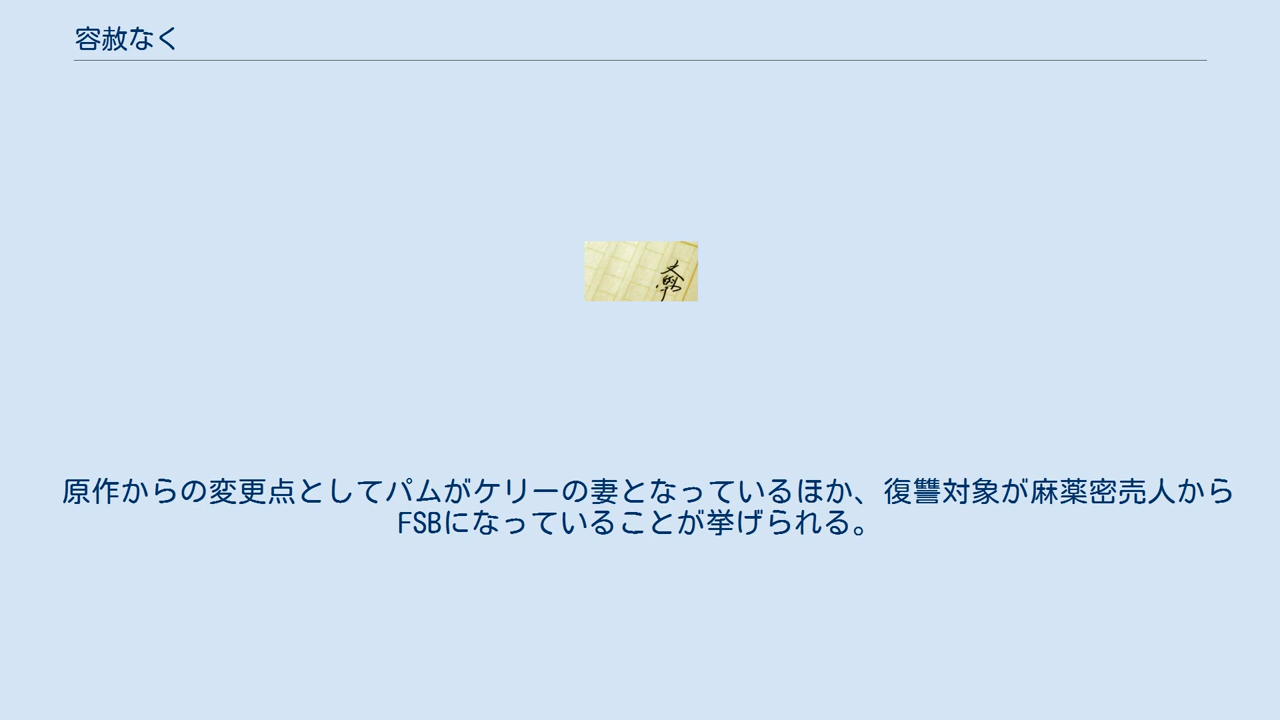 容赦なく
原作からの変更点としてパムがケリーの妻となっているほか、復讐対象が麻薬密売人から
FSBになっていることが挙げられる。